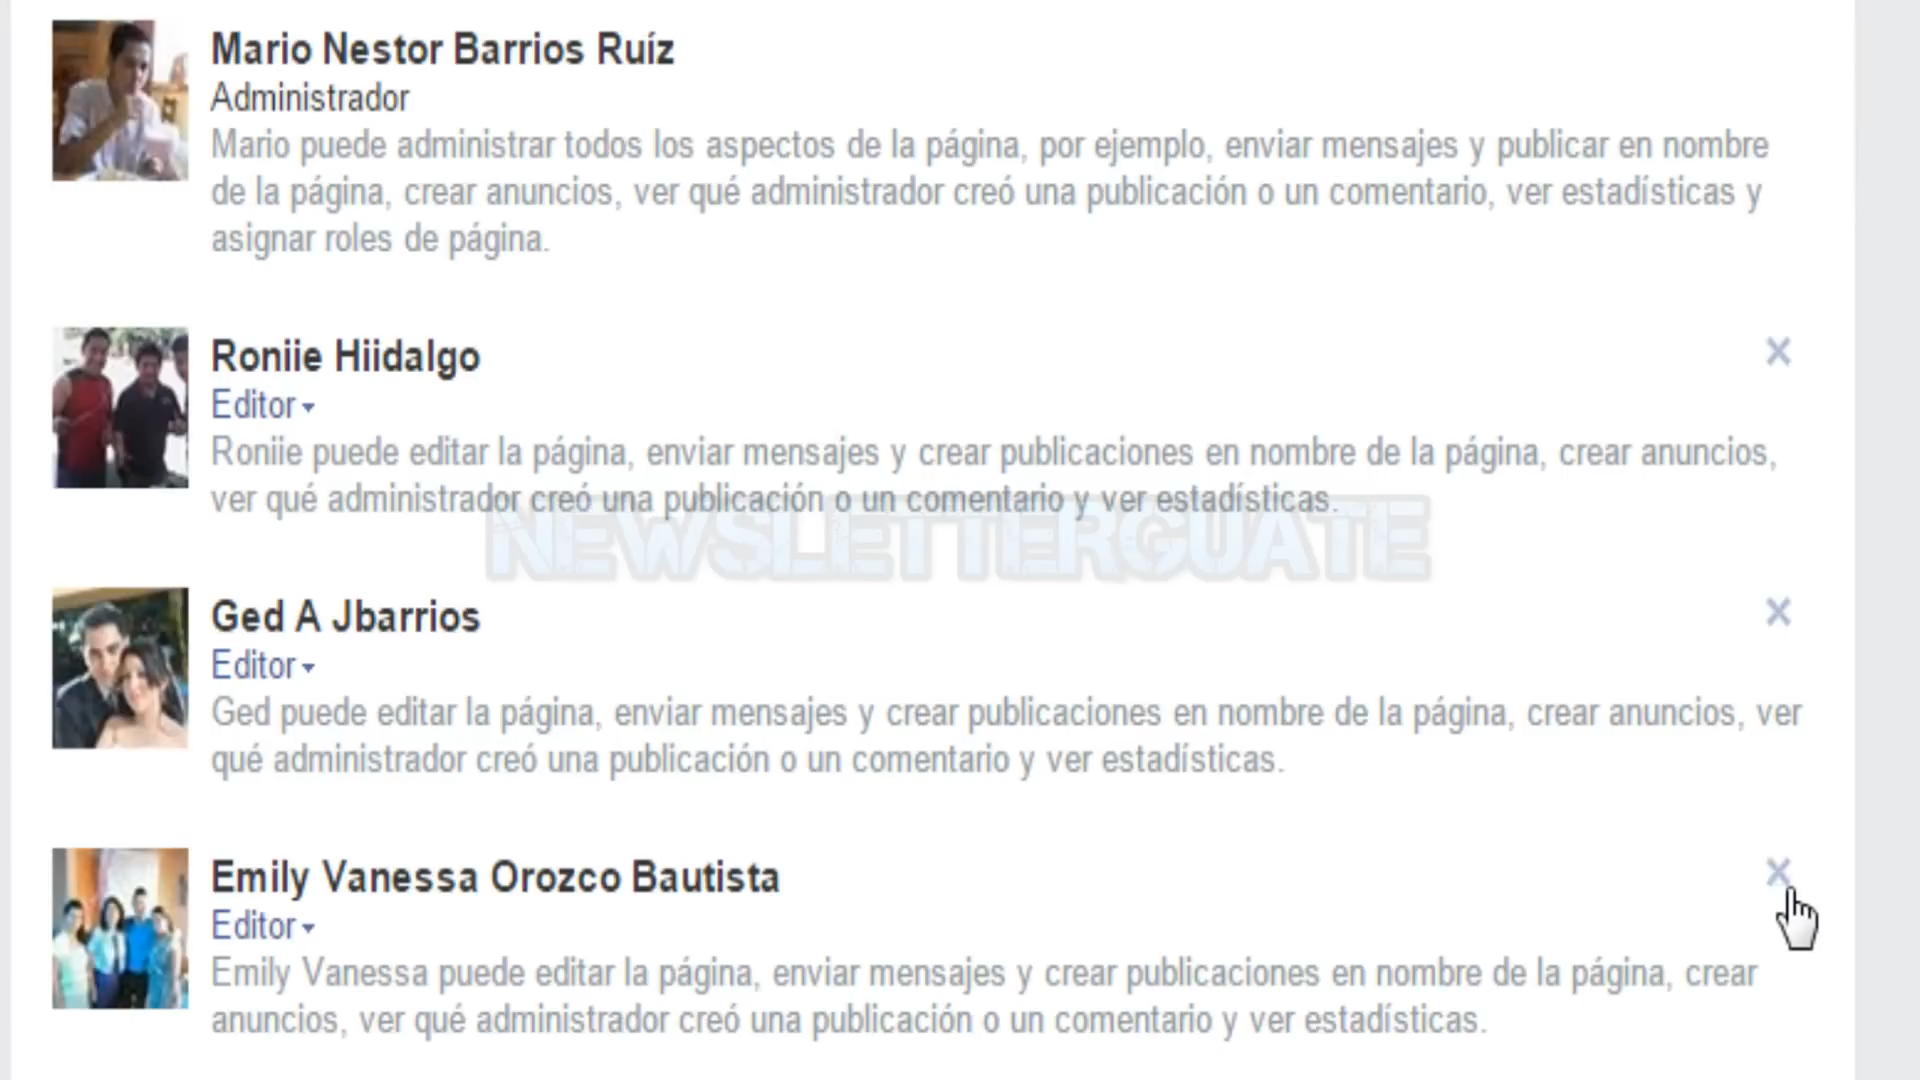 Mario Nestor Barrios Ruíz
Administrador
Mario puede administrar todos los aspectos de la página, por ejemplo, enviar mensajes y publicar en nombre
de la página, crear anuncios, ver qué administrador creó una publicación o un comentario, ver estadísticas y
asignar roles de página.
Roniie Hiidalgo
Editor
Roniie puede editar la página, enviar mensajes y crear publicaciones en nombre de la página, crear anuncios,
ver qué administrador creó una publicación o un comentario y ver estadísticas.
NEWSLETTERGUATE
Ged A Jbarrios
Editor
Ged puede editar la página, enviar mensajes y crear publicaciones en nombre de la página, crear anuncios, ver
qué administrador creó una publicación o un comentario y ver estadísticas.
Emily Vanessa Orozco Bautista
Editor
Emily Vanessa puede editar la página, enviar mensajes y crear publicaciones en nombre de la página, crear
anuncios, ver qué administrador creó una publicación o un comentario y ver estadísticas.